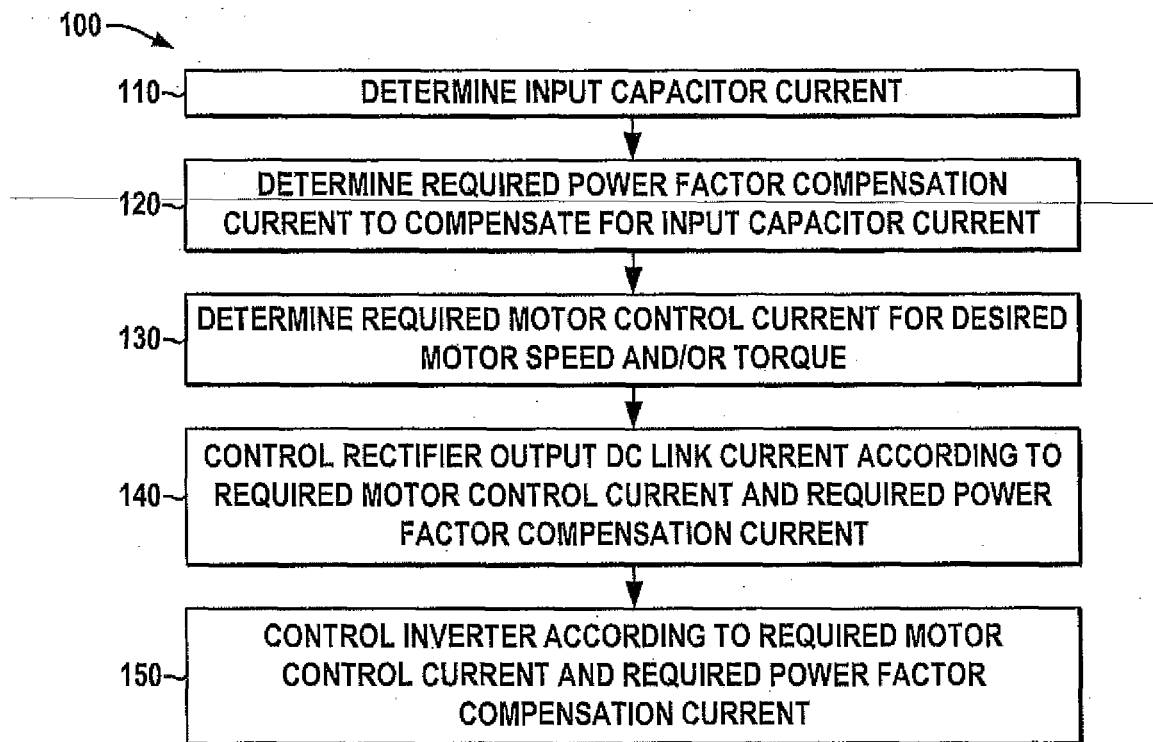 100
110
DETERMINE INPUT CAPACITOR CURRENT
120
DETERMINE REQUIRED POWER FACTOR COMPENSATION
CURRENT TO COMPENSATE FOR INPUT CAPACITOR CURRENT
130
DETERMINE REQUIRED MOTOR CONTROL CURRENT FOR DESIRED
MOTOR SPEED AND/OR TORQUE
140
CONTROL RECTIFIER OUTPUT DC LINK CURRENT ACCORDING TO
REQUIRED MOTOR CONTROL CURRENT AND REQUIRED POWER
FACTOR COMPENSATION CURRENT
150
CONTROL INVERTER ACCORDING TO REQUIRED MOTOR
CONTROL CURRENT AND REQUIRED POWER FACTOR
COMPENSATION CURRENT